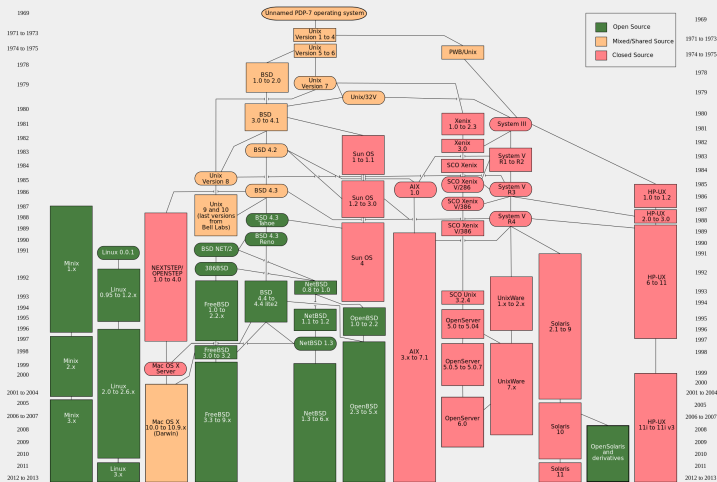 1969
1971 to 1973
1974 to 1975
1978
1979
1980
1981
1982
1983
1984
1985
1986
1987
1988
1989
1990
1991
1992
1993
1994
1995
1996
1997
1998
1999
2000
2001 to 2004
2005
2006 to 2007
2008
2009
2010
2011
2012 to 2013
Unnamed PDP-7 operating system
Unix
Version 1 to 4
Unix
Version 5 to 6
PWB/Unix
BSD
1.0 to 2.0
Unix
Version 7
Unix/32V
BSD
3.0 to 4.1
Xenix
1.0 to 2.3
System III
Sun OS
1 to 1.1
Xenix
3.0
BSD 4.2
System V
R1 to R2
SCO Xenix
Unix
Version 8
SCO Xenix
V/286
AIX
1.0
BSD 4.3
System V
R3
HP-UX
1.0 to 1.2
Sun OS
1.2 to 3.0
SCO Xenix
V/386
Unix
9 and 10
(last versions
from
Bell Labs)
HP-UX
2.0 to 3.0
BSD 4.3
Tahoe
System V
R4
SCO Xenix
V/386
BSD 4.3
Reno
Linux 0.0.1
BSD NET/2
Sun OS
4
386BSD
Minix
1.x
NEXTSTEP/
OPENSTEP
1.0 to 4.0
HP-UX
6 to 11
NetBSD
0.8 to 1.0
Linux
0.95 to 1.2.x
BSD
4.4 to
4.4 lite2
SCO Unix
3.2.4
UnixWare
1.x to 2.x
FreeBSD
1.0 to
2.2.x
NetBSD
1.1 to 1.2
OpenBSD
1.0 to 2.2
OpenServer
5.0 to 5.04
Solaris
2.1 to 9
NetBSD 1.3
FreeBSD
3.0 to 3.2
AIX
3.x to 7.1
Minix
2.x
Mac OS X
Server
OpenServer
5.0.5 to 5.0.7
UnixWare
7.x
Linux
2.0 to 2.6.x
FreeBSD
3.3 to 9.x
NetBSD
1.3 to 6.x
OpenBSD
2.3 to 5.x
Minix
3.x
Mac OS X
10.0 to 10.9.x
(Darwin)
OpenServer
6.0
HP-UX
11i to 11i v3
Solaris
10
OpenSolaris
and
derivatives
Linux
3.x
Solaris
11
Open Source
Mixed/Shared Source
Closed Source
1969
1971 to 1973
1974 to 1975
1978
1979
1980
1981
1982
1983
1984
1985
1986
1987
1988
1989
1990
1991
1992
1993
1994
1995
1996
1997
1998
1999
2000
2001 to 2004
2005
2006 to 2007
2008
2009
2010
2011
2012 to 2013